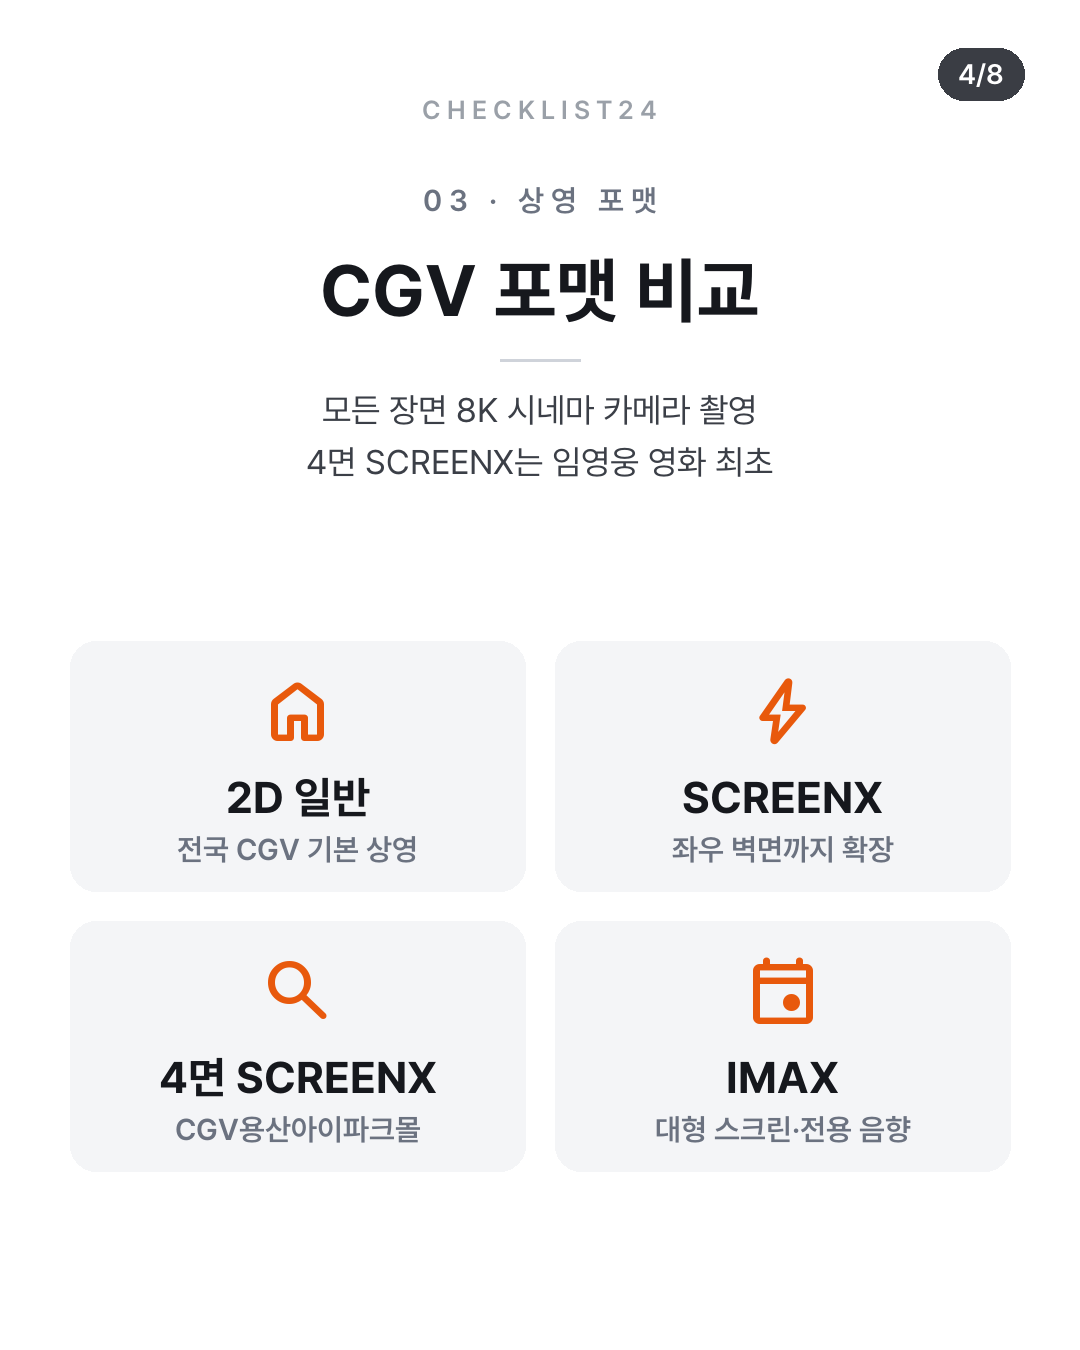 4/8
CHECKLIST24
03 · 상영 포맷
CGV 포맷 비교
모든 장면 8K 시네마 카메라 촬영
4면 SCREENX는 임영웅 영화 최초
2D 일반
전국 CGV 기본 상영
SCREENX
좌우 벽면까지 확장
4면 SCREENX
CGV용산아이파크몰
IMAX
대형 스크린·전용 음향